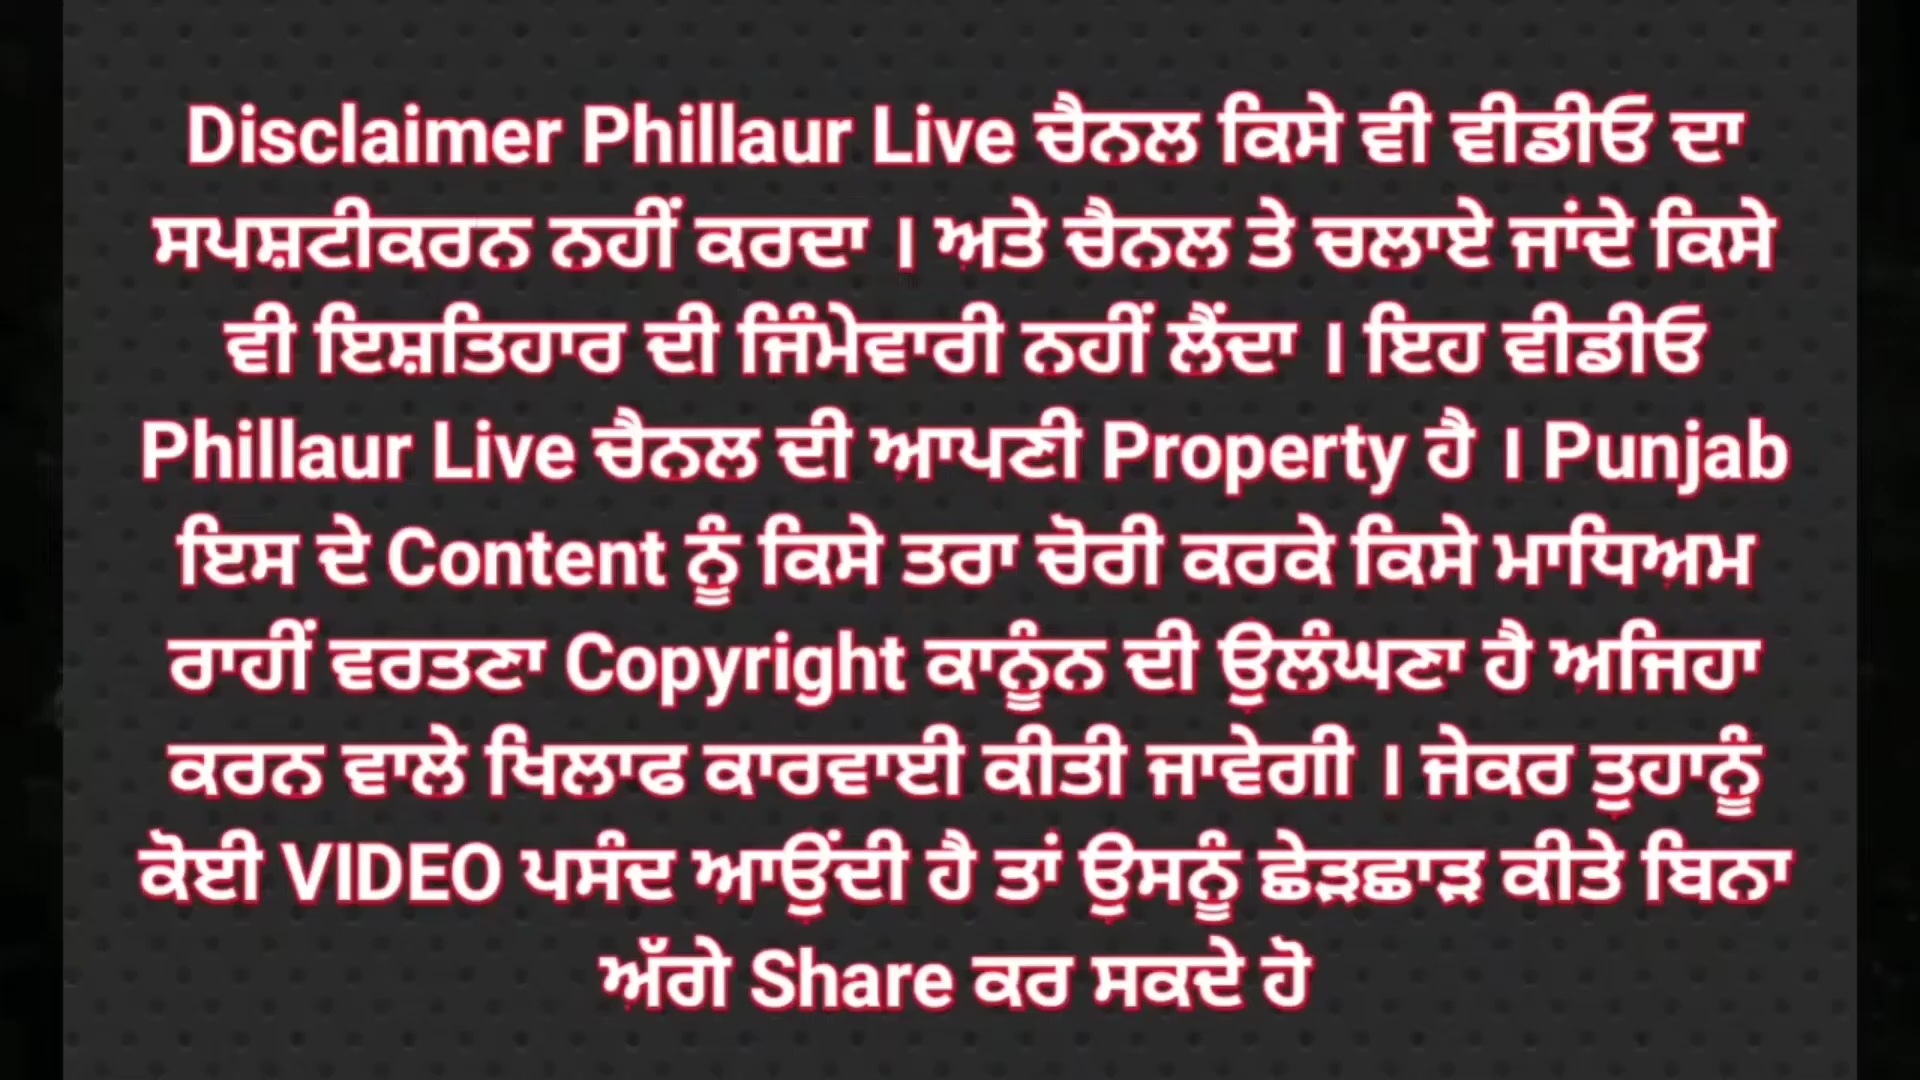 Disclaimer Phillaur Live ਚੈਨਲ ਕਿਸੇ ਵੀ ਵੀਡੀਓ ਦਾ
ਸਪਸ਼ਟੀਕਰਨ ਨਹੀਂ ਕਰਦਾ । ਅਤੇ ਚੈਨਲ ਤੇ ਚਲਾਏ ਜਾਂਦੇ ਕਿਸੇ
ਵੀ ਇਸ਼ਤਿਹਾਰ ਦੀ ਜਿੰਮੇਵਾਰੀ ਨਹੀਂ ਲੈਂਦਾ । ਇਹ ਵੀਡੀਓ
Phillaur Live ਚੈਨਲ ਦੀ ਆਪਣੀ Property ਹੈ । Punjab
ਇਸ ਦੇ Content ਨੂੰ ਕਿਸੇ ਤਰਾ ਚੋਰੀ ਕਰਕੇ ਕਿਸੇ ਮਾਧਿਅਮ
ਰਾਹੀਂ ਵਰਤਣਾ Copyright ਕਾਨੂੰਨ ਦੀ ਉਲੰਘਣਾ ਹੈ ਅਜਿਹਾ
ਕਰਨ ਵਾਲੇ ਖਿਲਾਫ ਕਾਰਵਾਈ ਕੀਤੀ ਜਾਵੇਗੀ । ਜੇਕਰ ਤੁਹਾਨੂੰ
ਕੋਈ VIDEO ਪਸੰਦ ਆਉਂਦੀ ਹੈ ਤਾਂ ਉਸਨੂੰ ਛੇੜਛਾੜ ਕੀਤੇ ਬਿਨਾ
ਅੱਗੇ Share ਕਰ ਸਕਦੇ ਹੋ